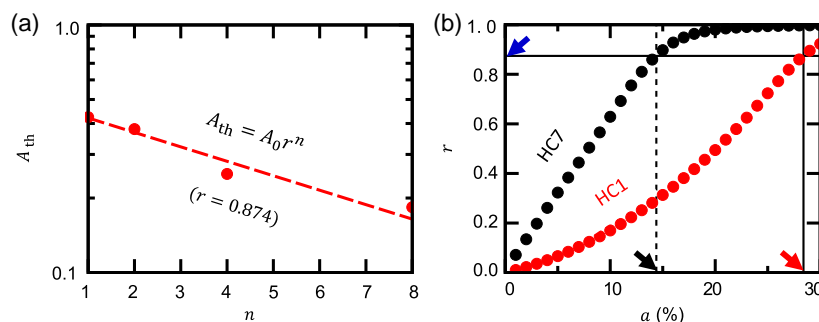 (a)
1.0
0.1
A_th
A_th = A_0 r^n
(r = 0.874)
1 2 3 4 5 6 7 8
n
(b)
1.0
0.8
0.6
0.4
0.2
0.0
r
HC7
HC1
0 10 20 30
a (%)